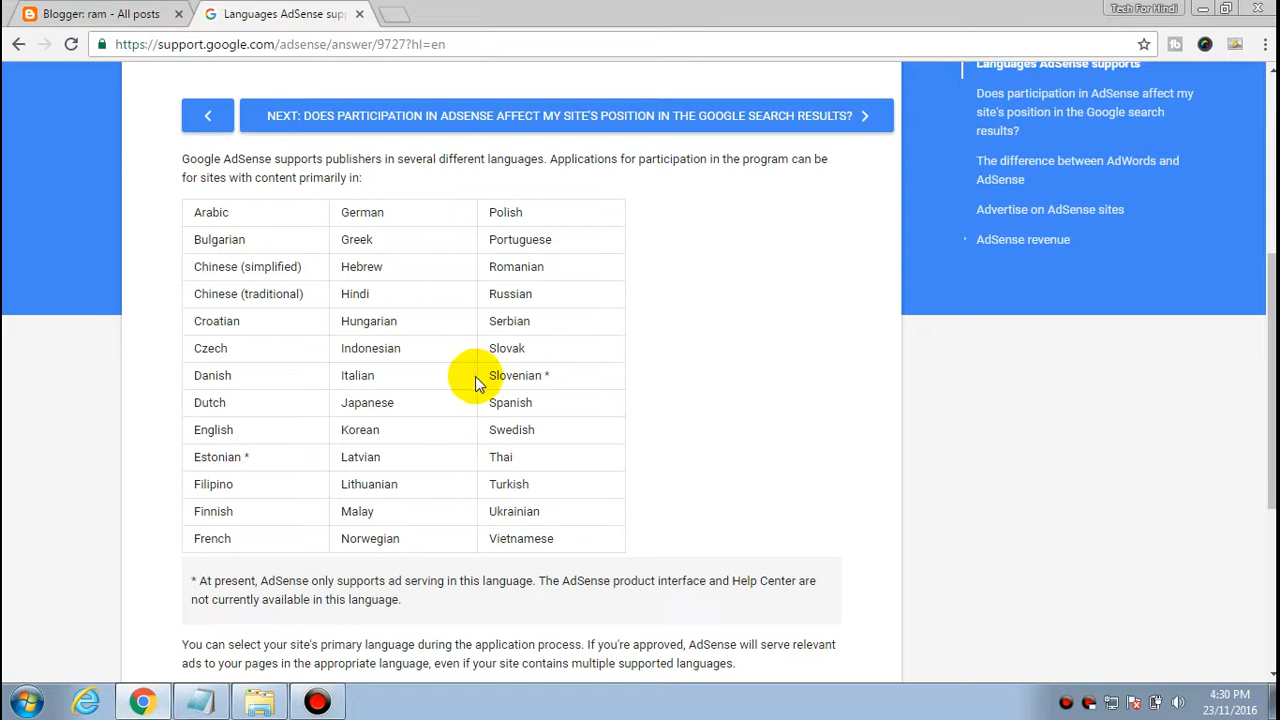 Blogger: ram - All posts
Languages AdSense sup
Tech For Hindi
https://support.google.com/adsense/answer/9727?hl=en
Languages AdSense supports
NEXT: DOES PARTICIPATION IN ADSENSE AFFECT MY SITE'S POSITION IN THE GOOGLE SEARCH RESULTS?
Does participation in AdSense affect my
site's position in the Google search
results?
The difference between AdWords and
AdSense
Advertise on AdSense sites
AdSense revenue
Google AdSense supports publishers in several different languages. Applications for participation in the program can be
for sites with content primarily in:
Arabic German Polish
Bulgarian Greek Portuguese
Chinese (simplified) Hebrew Romanian
Chinese (traditional) Hindi Russian
Croatian Hungarian Serbian
Czech Indonesian Slovak
Danish Italian Slovenian *
Dutch Japanese Spanish
English Korean Swedish
Estonian * Latvian Thai
Filipino Lithuanian Turkish
Finnish Malay Ukrainian
French Norwegian Vietnamese
* At present, AdSense only supports ad serving in this language. The AdSense product interface and Help Center are
not currently available in this language.
You can select your site's primary language during the application process. If you're approved, AdSense will serve relevant
ads to your pages in the appropriate language, even if your site contains multiple supported languages.
4:30 PM
23/11/2016